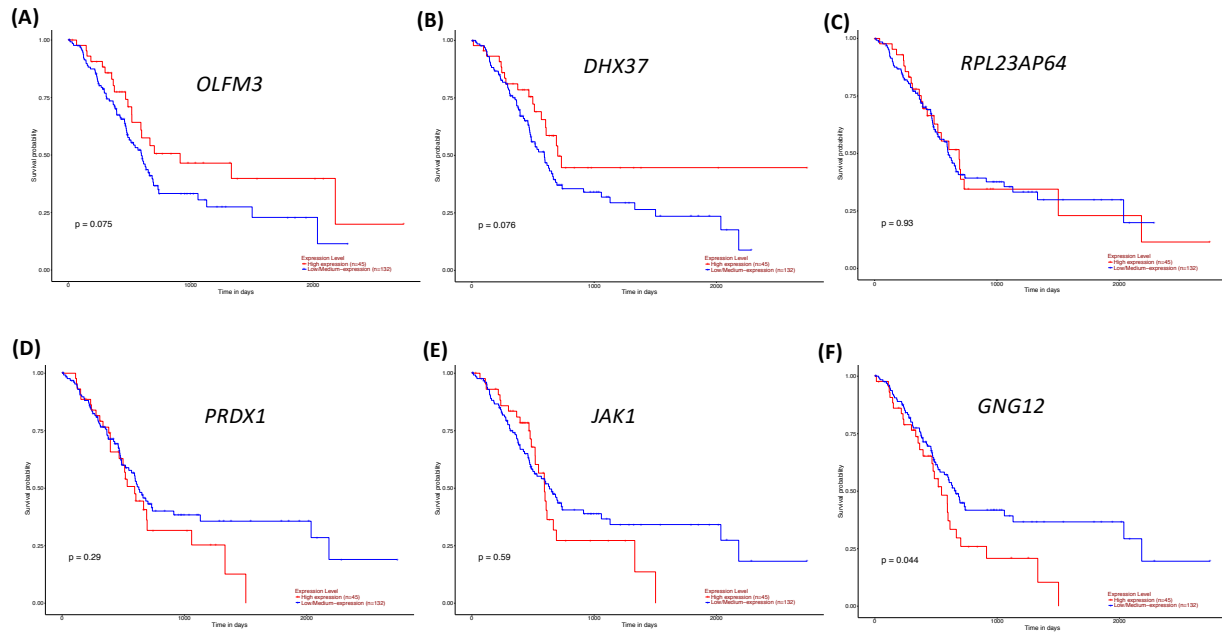 (A)
OLFM3
1.00
0.75
0.50
0.25
0.00
Survival probability
p = 0.075
Expression Level
High expression (n=45)
Low/Medium-expression (n=132)
0
1000
2000
Time in days
(B)
DHX37
1.00
0.75
0.50
0.25
0.00
Survival probability
p = 0.076
Expression Level
High expression (n=45)
Low/Medium-expression (n=132)
0
1000
2000
Time in days
(C)
RPL23AP64
1.00
0.75
0.50
0.25
0.00
Survival probability
p = 0.93
Expression Level
High expression (n=45)
Low/Medium-expression (n=132)
0
1000
2000
Time in days
(D)
PRDX1
1.00
0.75
0.50
0.25
0.00
Survival probability
p = 0.29
Expression Level
High expression (n=45)
Low/Medium-expression (n=132)
0
1000
2000
Time in days
(E)
JAK1
1.00
0.75
0.50
0.25
0.00
Survival probability
p = 0.59
Expression Level
High expression (n=45)
Low/Medium-expression (n=132)
0
1000
2000
Time in days
(F)
GNG12
1.00
0.75
0.50
0.25
0.00
Survival probability
p = 0.044
Expression Level
High expression (n=45)
Low/Medium-expression (n=132)
0
1000
2000
Time in days